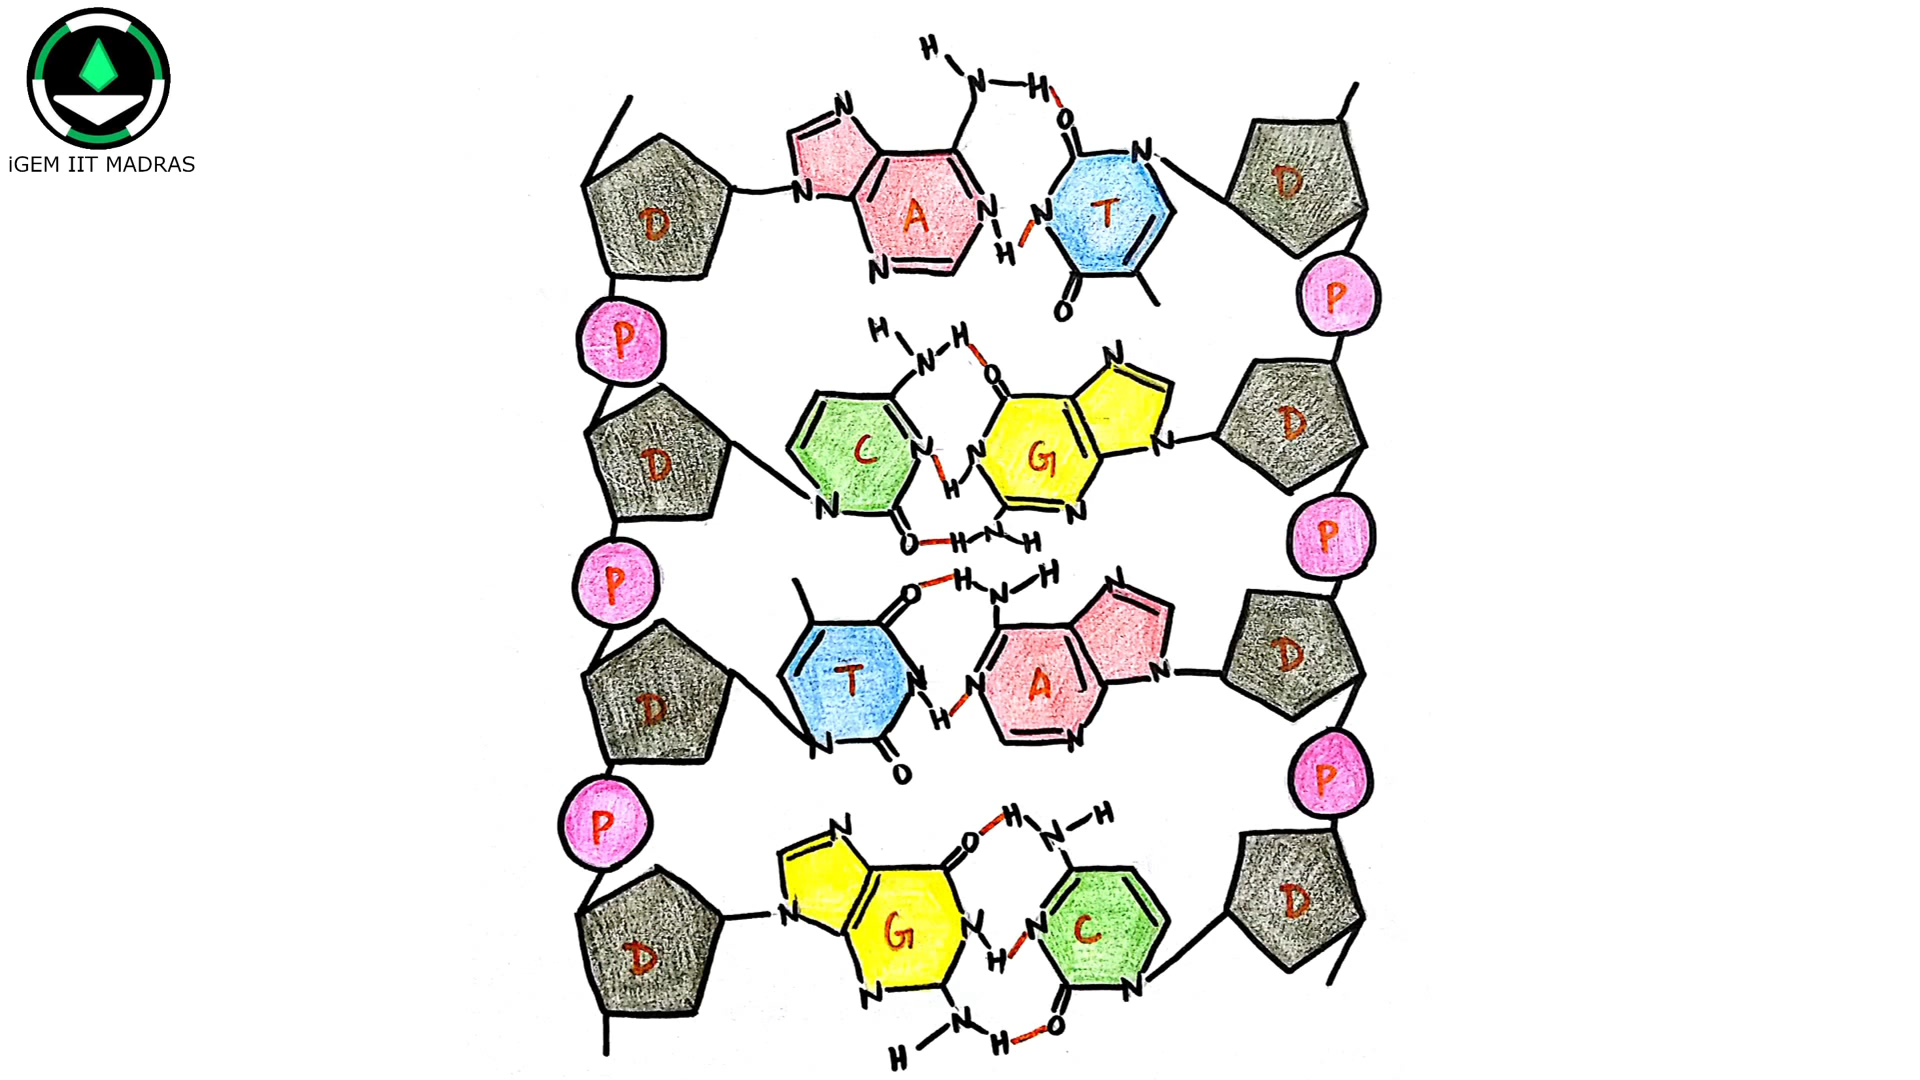 iGEM IIT MADRAS
H
N H
N O N
D N A N N T D
N H
O
P P
H H
N O N
D C N N G N D
H
N N
O H N H
P P
O H N H N
D T N N A N D
H
N O N
P P
N O H N H
D N G N N C D
H
N N
N O
H H